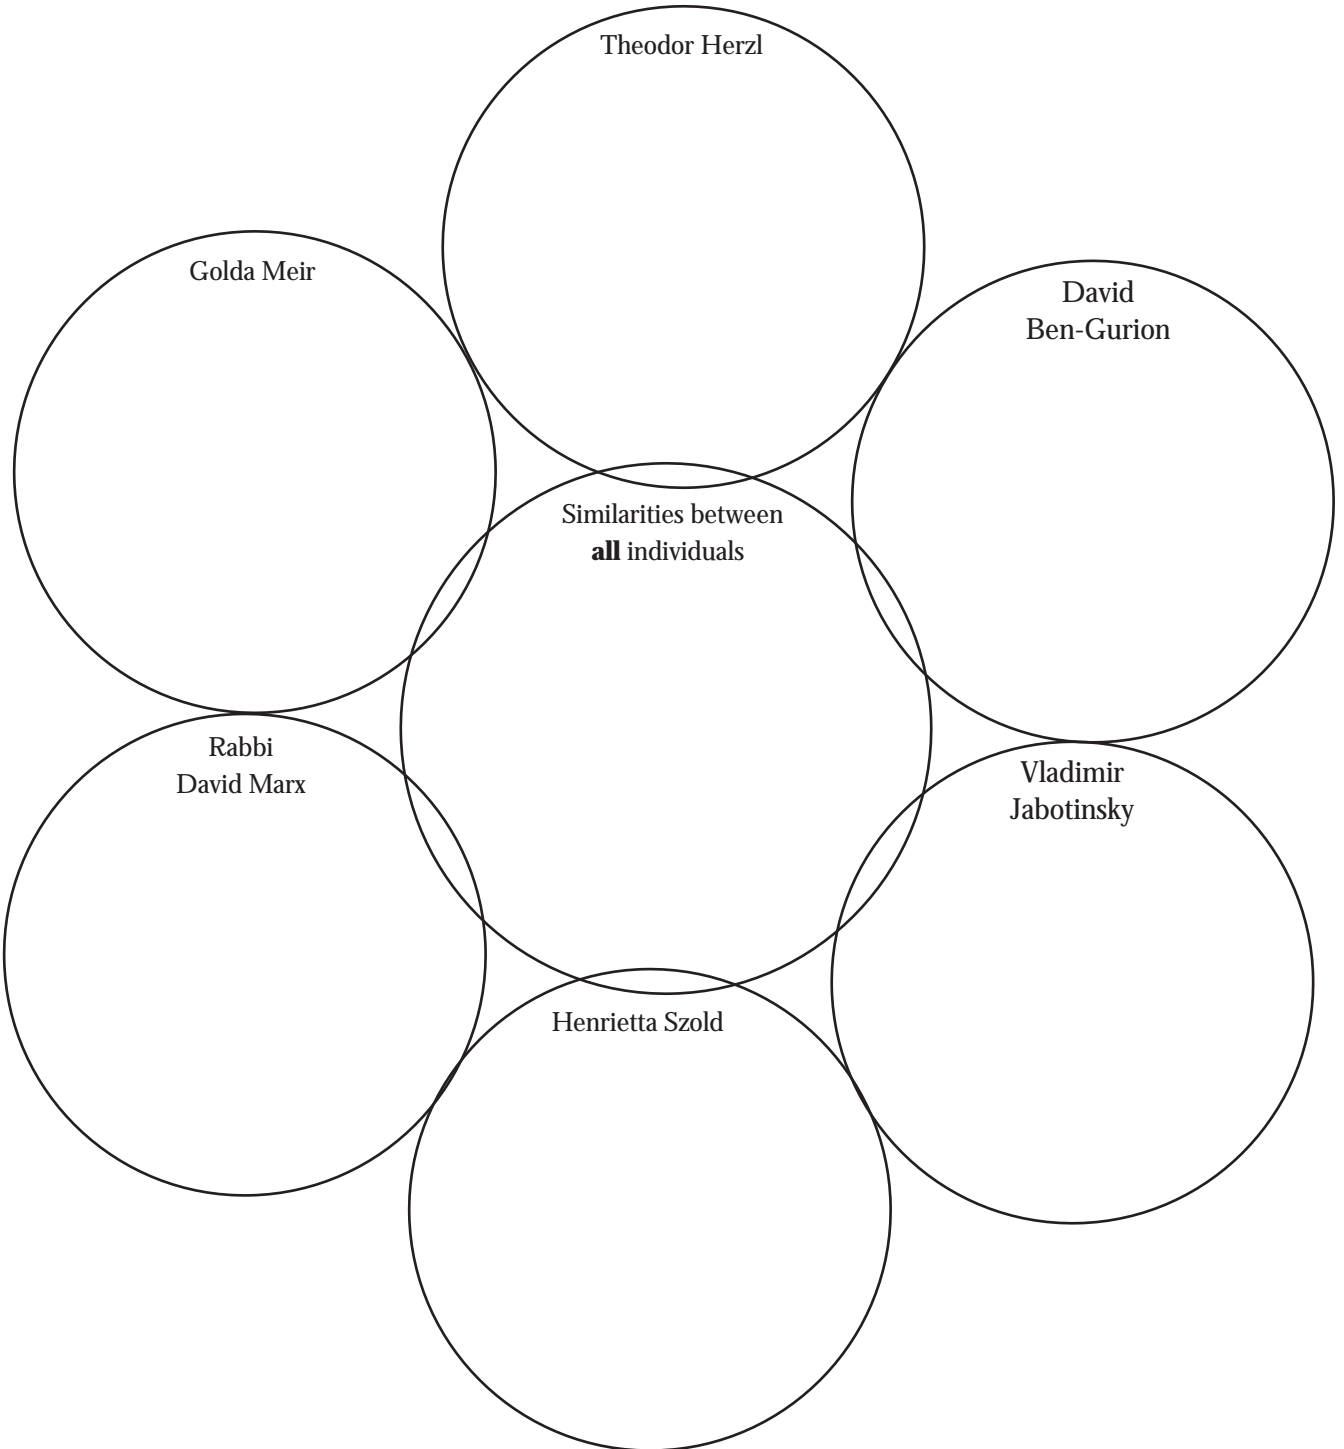 Theodor Herzl
Golda Meir
David
Ben-Gurion
Similarities between
all individuals
Rabbi
David Marx
Vladimir
Jabotinsky
Henrietta Szold